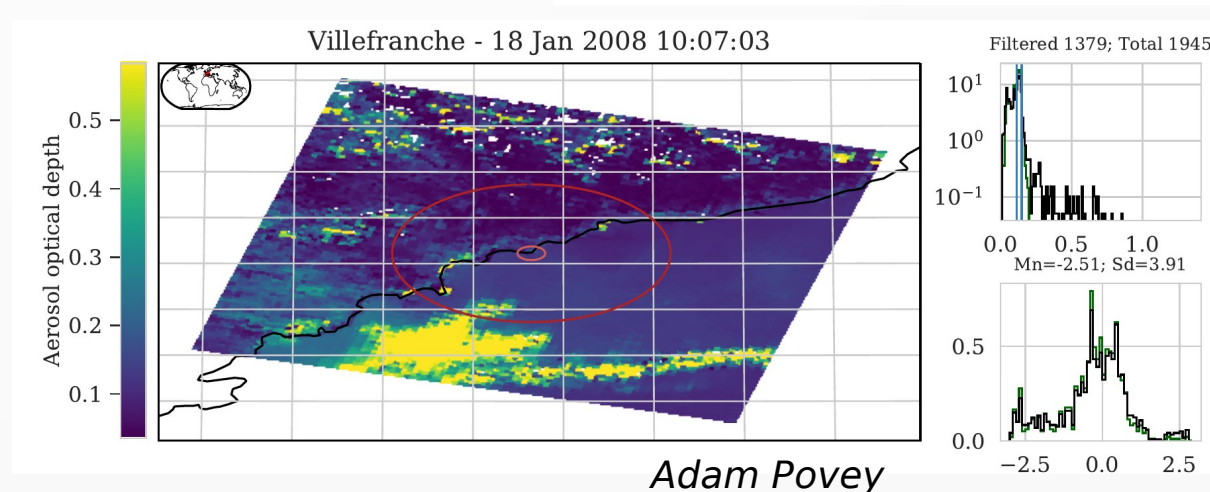 Villefranche - 18 Jan 2008 10:07:03
Aerosol optical depth
0.5
0.4
0.3
0.2
0.1
Filtered 1379; Total 1945
10¹
10⁰
10⁻¹
0.0 0.5 1.0
Mn=-2.51; Sd=3.91
0.5
0.0
−2.5 0.0 2.5
Adam Povey